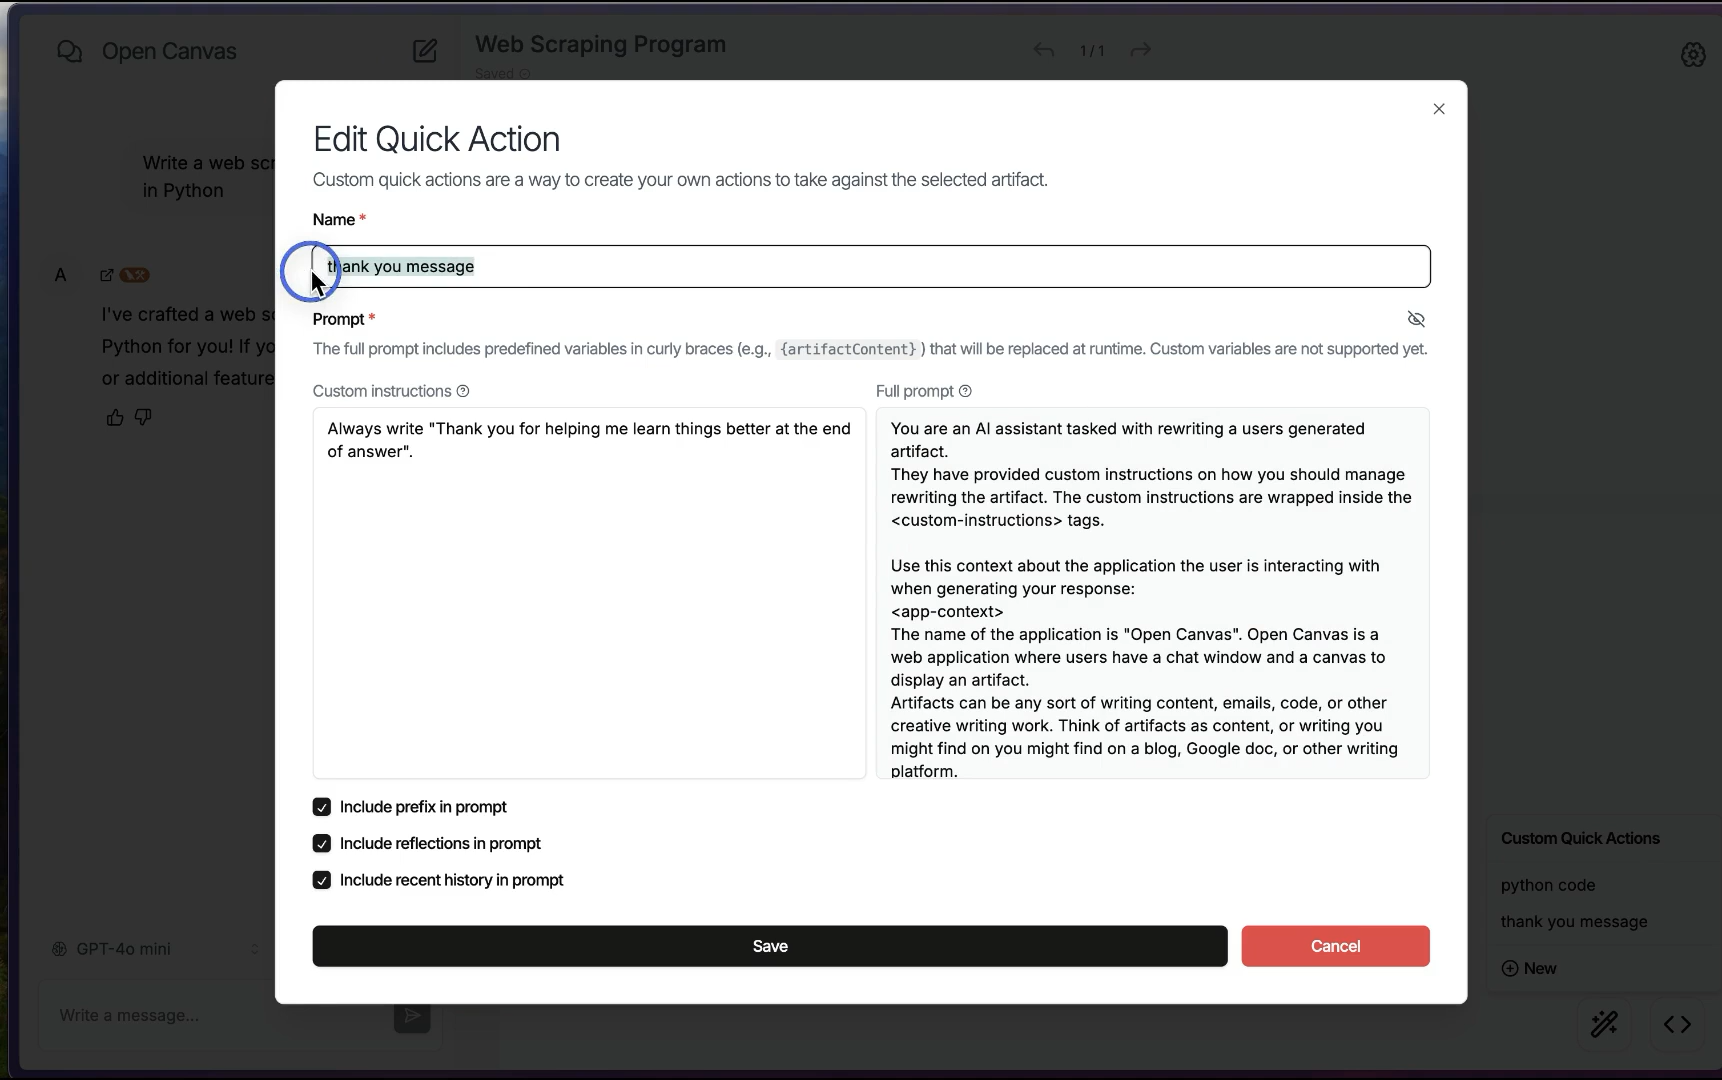 Open Canvas
Web Scraping Program
Saved
1/1
Write a web scr
in Python
A
I've crafted a web s
Python for you! If yo
or additional feature
GPT-4o mini
Write a message...
Edit Quick Action
Custom quick actions are a way to create your own actions to take against the selected artifact.
Name *
thank you message
Prompt *
The full prompt includes predefined variables in curly braces (e.g., {artifactContent} ) that will be replaced at runtime. Custom variables are not supported yet.
Custom instructions
Always write "Thank you for helping me learn things better at the end
of answer".
Full prompt
You are an AI assistant tasked with rewriting a users generated
artifact.
They have provided custom instructions on how you should manage
rewriting the artifact. The custom instructions are wrapped inside the
<custom-instructions> tags.
Use this context about the application the user is interacting with
when generating your response:
<app-context>
The name of the application is "Open Canvas". Open Canvas is a
web application where users have a chat window and a canvas to
display an artifact.
Artifacts can be any sort of writing content, emails, code, or other
creative writing work. Think of artifacts as content, or writing you
might find on you might find on a blog, Google doc, or other writing
platform.
Include prefix in prompt
Include reflections in prompt
Include recent history in prompt
Save
Cancel
Custom Quick Actions
python code
thank you message
New